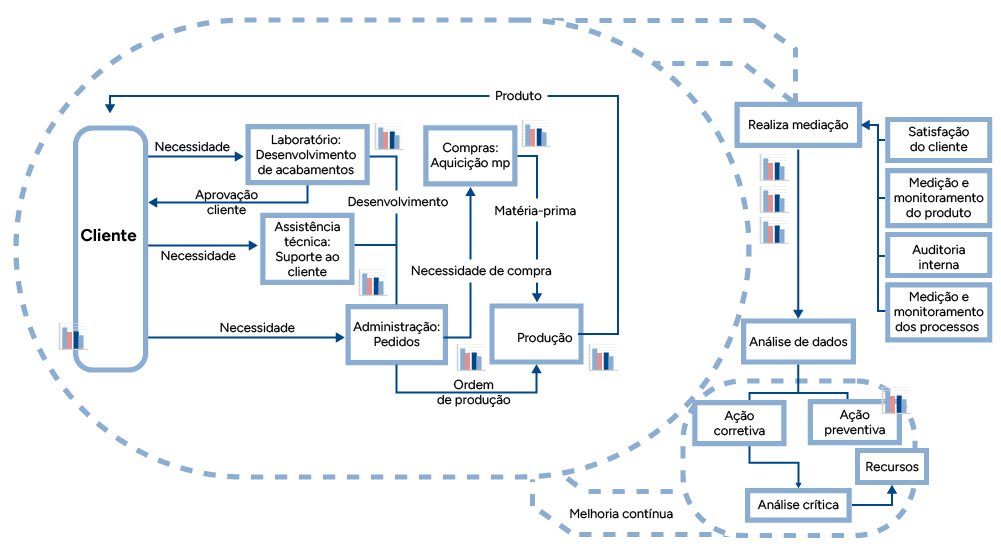 Produto
Realiza mediação
Satisfação
do cliente
Laboratório:
Desenvolvimento
de acabamentos
Compras:
Aquicição mp
Necessidade
Aprovação
cliente
Desenvolvimento
Matéria-prima
Medição e
monitoramento
do produto
Cliente
Assistência
técnica:
Suporte ao
cliente
Necessidade
Necessidade de compra
Auditoria
interna
Medição e
monitoramento
dos processos
Necessidade
Administração:
Pedidos
Produção
Análise de dados
Ordem
de produção
Ação
corretiva
Ação
preventiva
Recursos
Análise crítica
Melhoria contínua